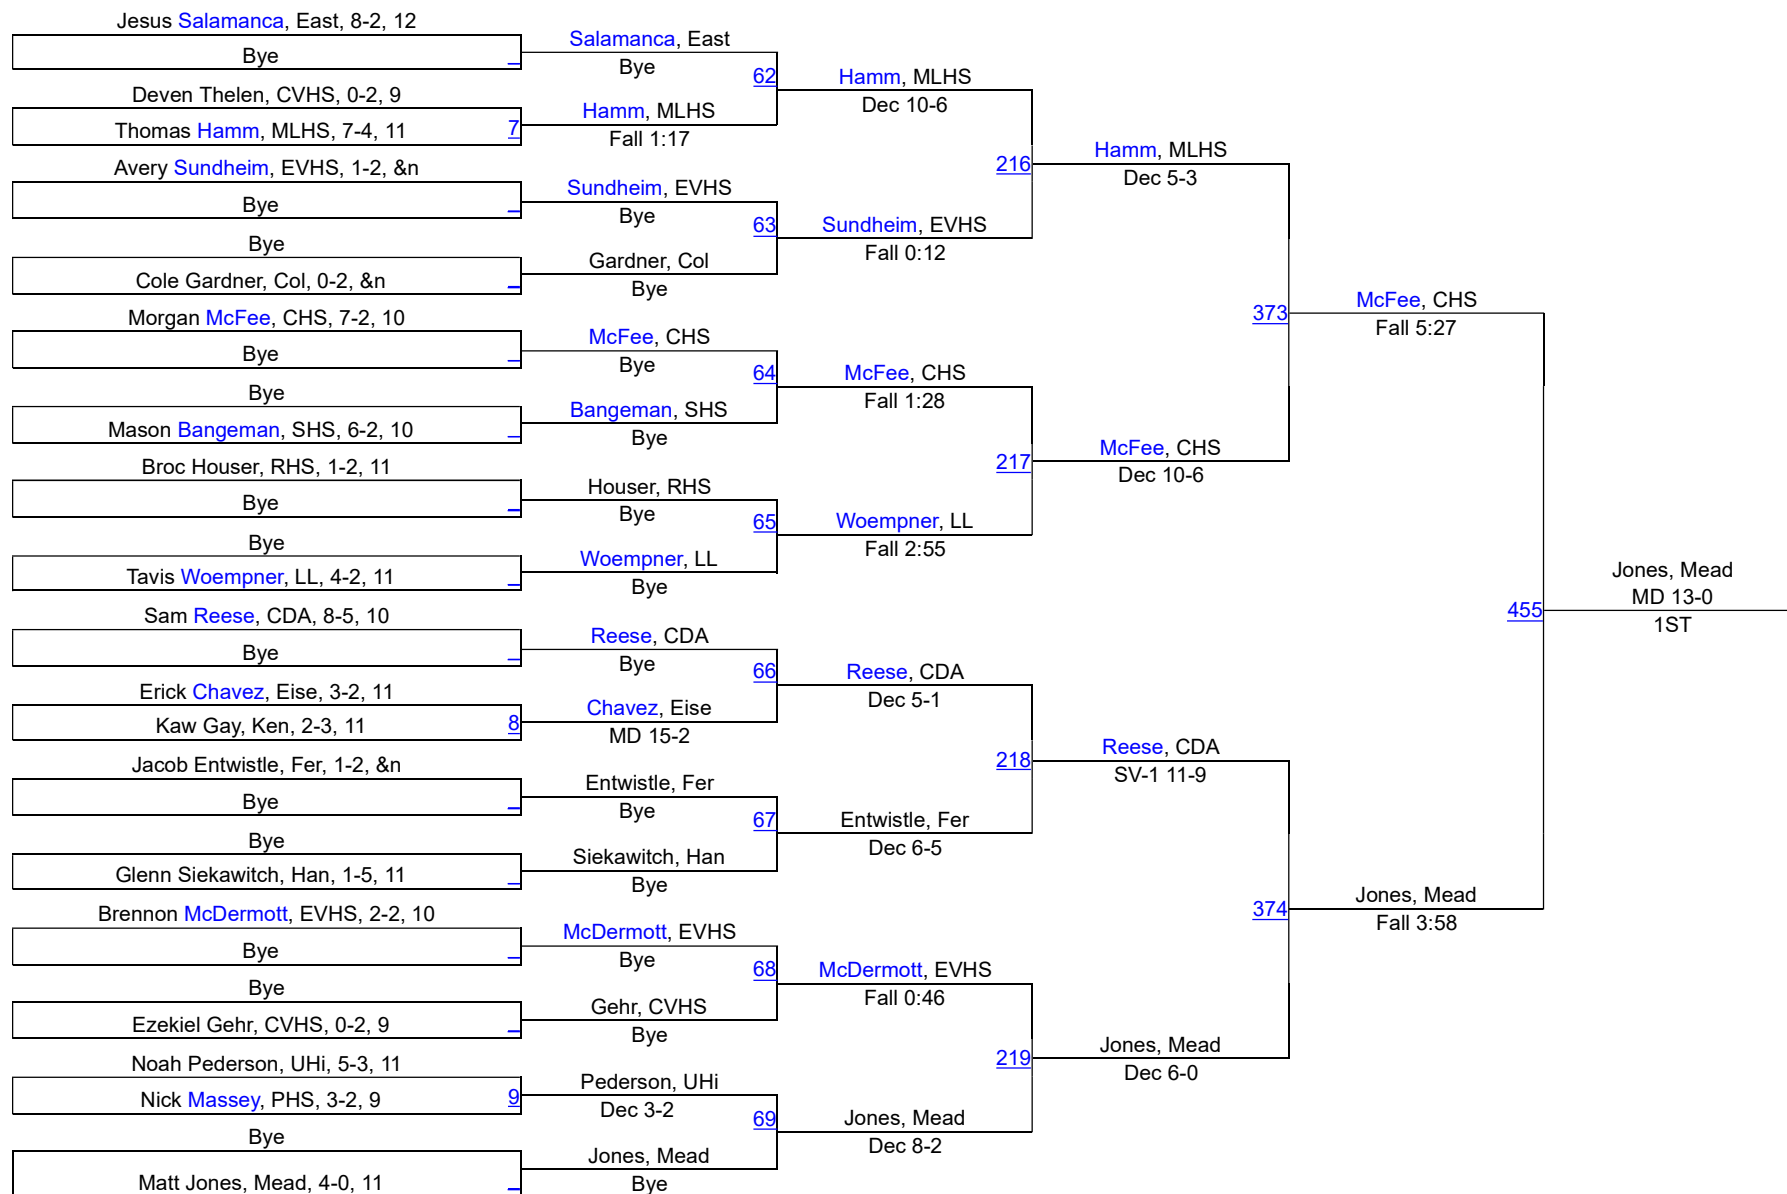 Jesus Salamanca, East, 8-2, 12
Bye
Deven Thelen, CVHS, 0-2, 9
Thomas Hamm, MLHS, 7-4, 11
7
Avery Sundheim, EVHS, 1-2, &n
Bye
Bye
Cole Gardner, Col, 0-2, &n
Morgan McFee, CHS, 7-2, 10
Bye
Bye
Mason Bangeman, SHS, 6-2, 10
Broc Houser, RHS, 1-2, 11
Bye
Bye
Tavis Woempner, LL, 4-2, 11
Sam Reese, CDA, 8-5, 10
Bye
Erick Chavez, Eise, 3-2, 11
Kaw Gay, Ken, 2-3, 11
8
Jacob Entwistle, Fer, 1-2, &n
Bye
Bye
Glenn Siekawitch, Han, 1-5, 11
Brennon McDermott, EVHS, 2-2, 10
Bye
Bye
Ezekiel Gehr, CVHS, 0-2, 9
Noah Pederson, UHi, 5-3, 11
Nick Massey, PHS, 3-2, 9
9
Bye
Matt Jones, Mead, 4-0, 11
Salamanca, East
Bye
62
Hamm, MLHS
Fall 1:17
Sundheim, EVHS
Bye
63
Gardner, Col
Bye
McFee, CHS
Bye
64
Bangeman, SHS
Bye
Houser, RHS
Bye
65
Woempner, LL
Bye
Reese, CDA
Bye
66
Chavez, Eise
MD 15-2
Entwistle, Fer
Bye
67
Siekawitch, Han
Bye
McDermott, EVHS
Bye
68
Gehr, CVHS
Bye
Pederson, UHi
Dec 3-2
69
Jones, Mead
Bye
Hamm, MLHS
Dec 10-6
216
Sundheim, EVHS
Fall 0:12
McFee, CHS
Fall 1:28
217
Woempner, LL
Fall 2:55
Reese, CDA
Dec 5-1
218
Entwistle, Fer
Dec 6-5
McDermott, EVHS
Fall 0:46
219
Jones, Mead
Dec 8-2
Hamm, MLHS
Dec 5-3
373
McFee, CHS
Dec 10-6
Reese, CDA
SV-1 11-9
374
Jones, Mead
Dec 6-0
McFee, CHS
Fall 5:27
455
Jones, Mead
Fall 3:58
Jones, Mead
MD 13-0
1ST